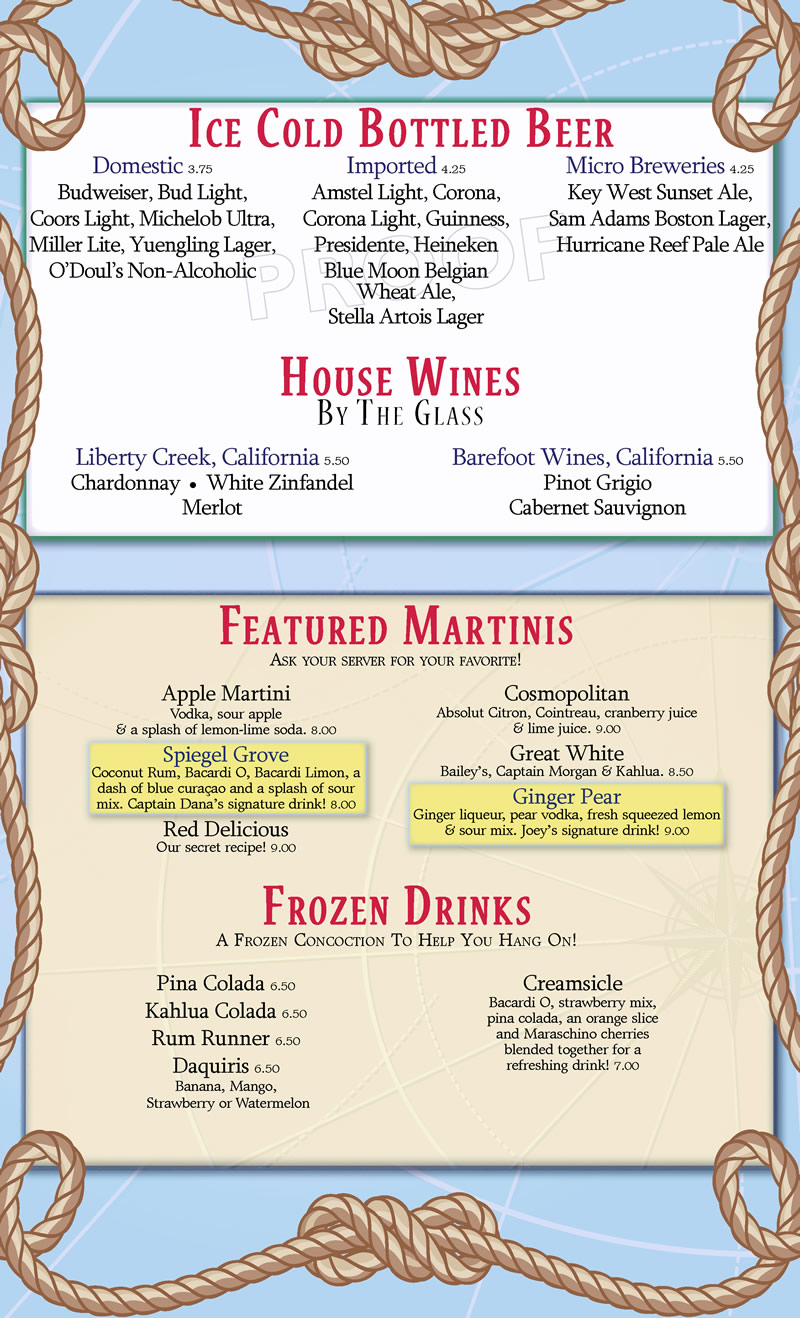 Ice Cold Bottled Beer
Domestic 3.75
Budweiser, Bud Light,
Coors Light, Michelob Ultra,
Miller Lite, Yuengling Lager,
O'Doul's Non-Alcoholic
Imported 4.25
Amstel Light, Corona,
Corona Light, Guinness,
Presidente, Heineken
Blue Moon Belgian
Wheat Ale,
Stella Artois Lager
Micro Breweries 4.25
Key West Sunset Ale,
Sam Adams Boston Lager,
Hurricane Reef Pale Ale
PROOF
House Wines
By The Glass
Liberty Creek, California 5.50
Chardonnay • White Zinfandel
Merlot
Barefoot Wines, California 5.50
Pinot Grigio
Cabernet Sauvignon
Featured Martinis
Ask your server for your favorite!
Apple Martini
Vodka, sour apple
& a splash of lemon-lime soda. 8.00
Spiegel Grove
Coconut Rum, Bacardi O, Bacardi Limon, a
dash of blue curaçao and a splash of sour
mix. Captain Dana's signature drink! 8.00
Red Delicious
Our secret recipe! 9.00
Cosmopolitan
Absolut Citron, Cointreau, cranberry juice
& lime juice. 9.00
Great White
Bailey's, Captain Morgan & Kahlua. 8.50
Ginger Pear
Ginger liqueur, pear vodka, fresh squeezed lemon
& sour mix. Joey's signature drink! 9.00
Frozen Drinks
A Frozen Concoction To Help You Hang On!
Pina Colada 6.50
Kahlua Colada 6.50
Rum Runner 6.50
Daquiris 6.50
Banana, Mango,
Strawberry or Watermelon
Creamsicle
Bacardi O, strawberry mix,
pina colada, an orange slice
and Maraschino cherries
blended together for a
refreshing drink! 7.00